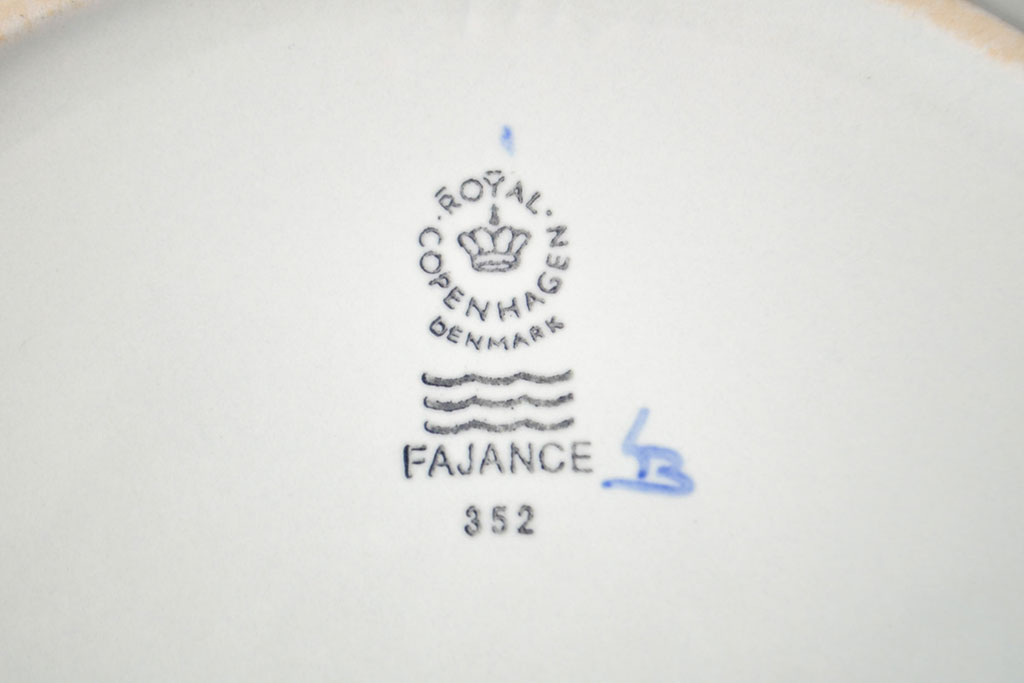 ROYAL
COPENHAGEN
DENMARK
FAJANCE
352